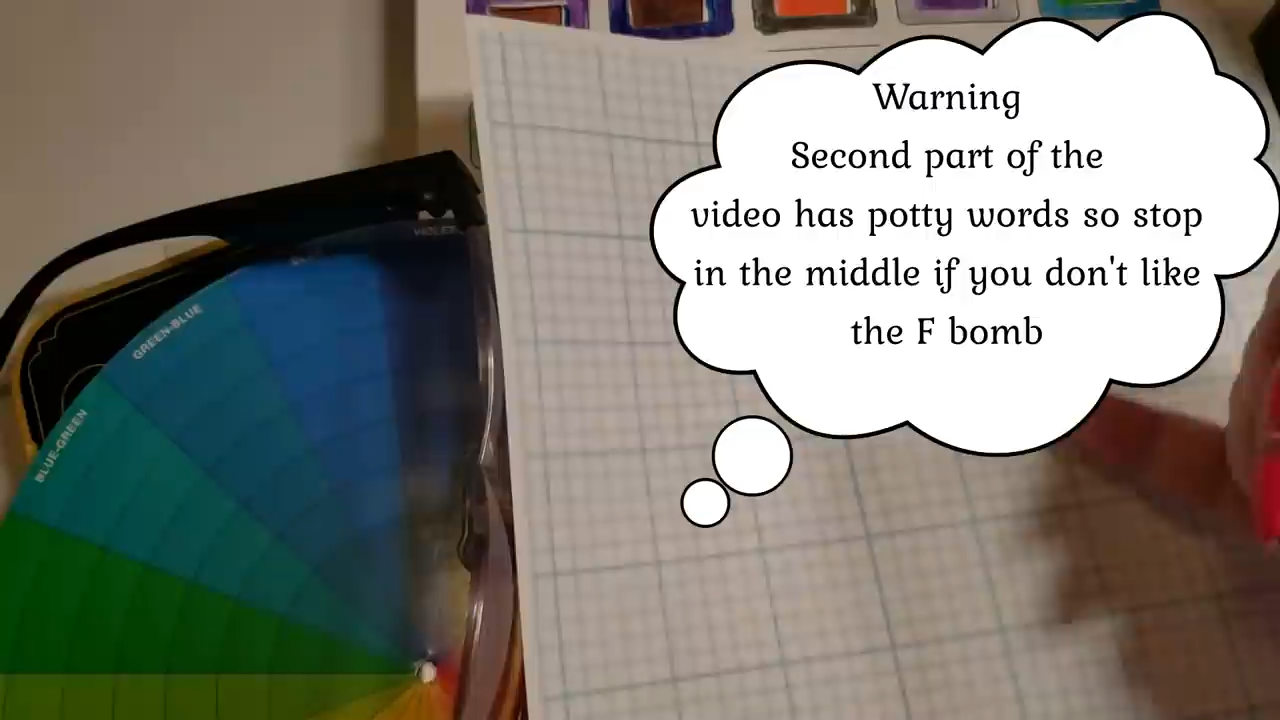 Warning
Second part of the
video has potty words so stop
in the middle if you don't like
the F bomb
VIOLET
GREEN-BLUE
BLUE-GREEN